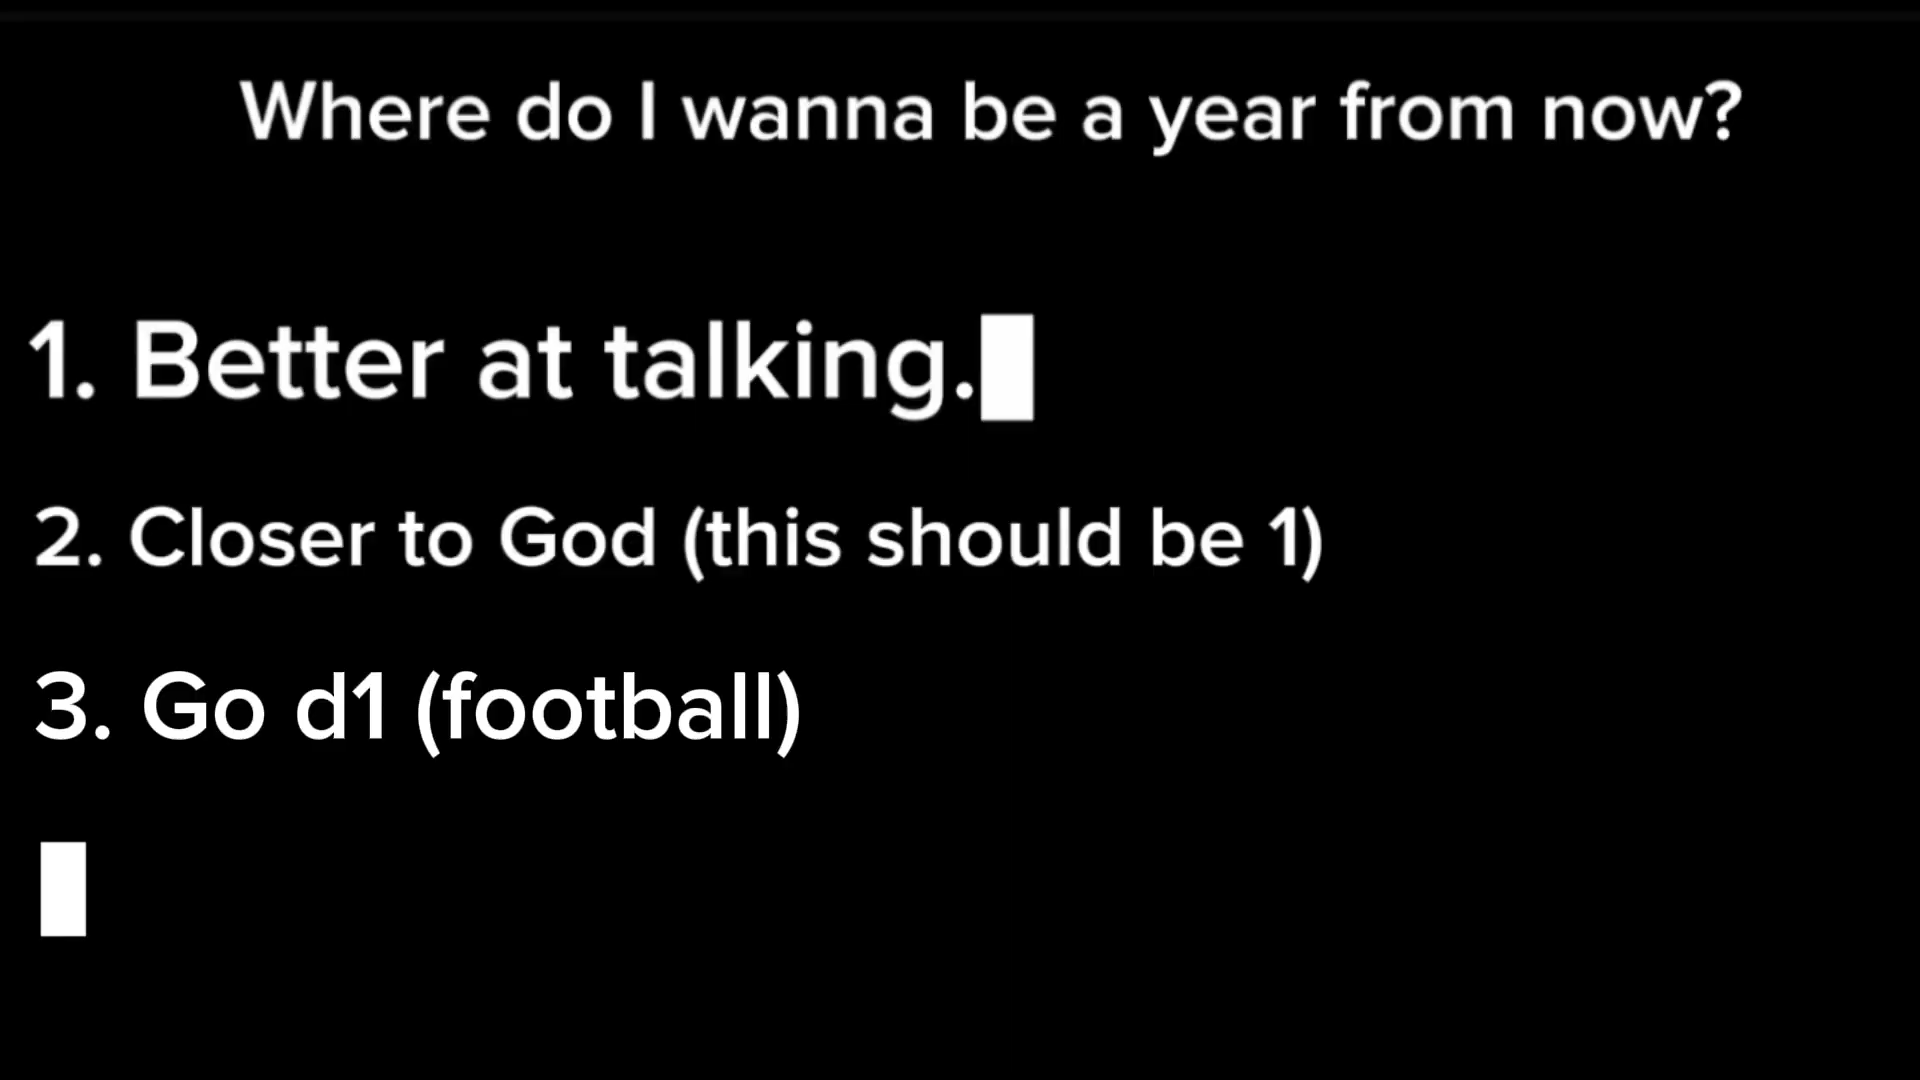 Where do I wanna be a year from now?
1. Better at talking.
2. Closer to God (this should be 1)
3. Go d1 (football)